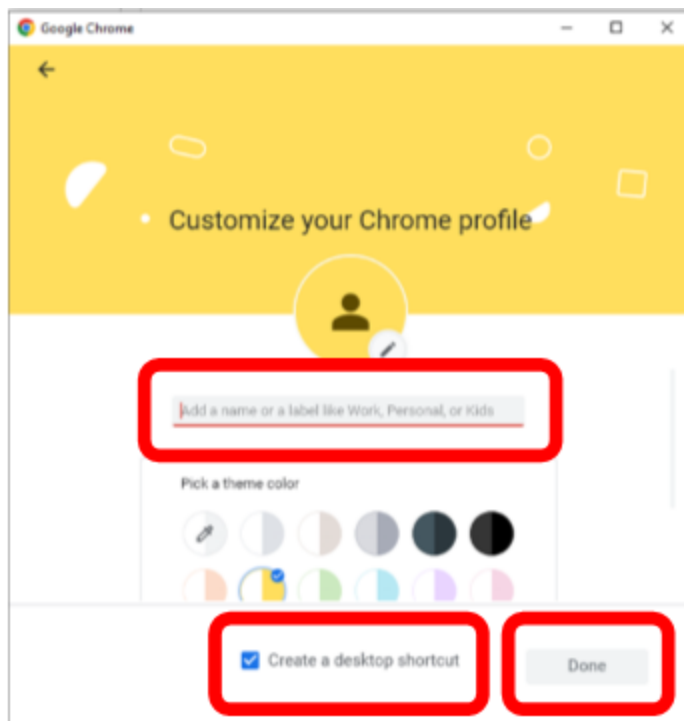 Google Chrome
Customize your Chrome profile
Add a name or a label like Work, Personal, or Kids
Pick a theme color
Create a desktop shortcut
Done